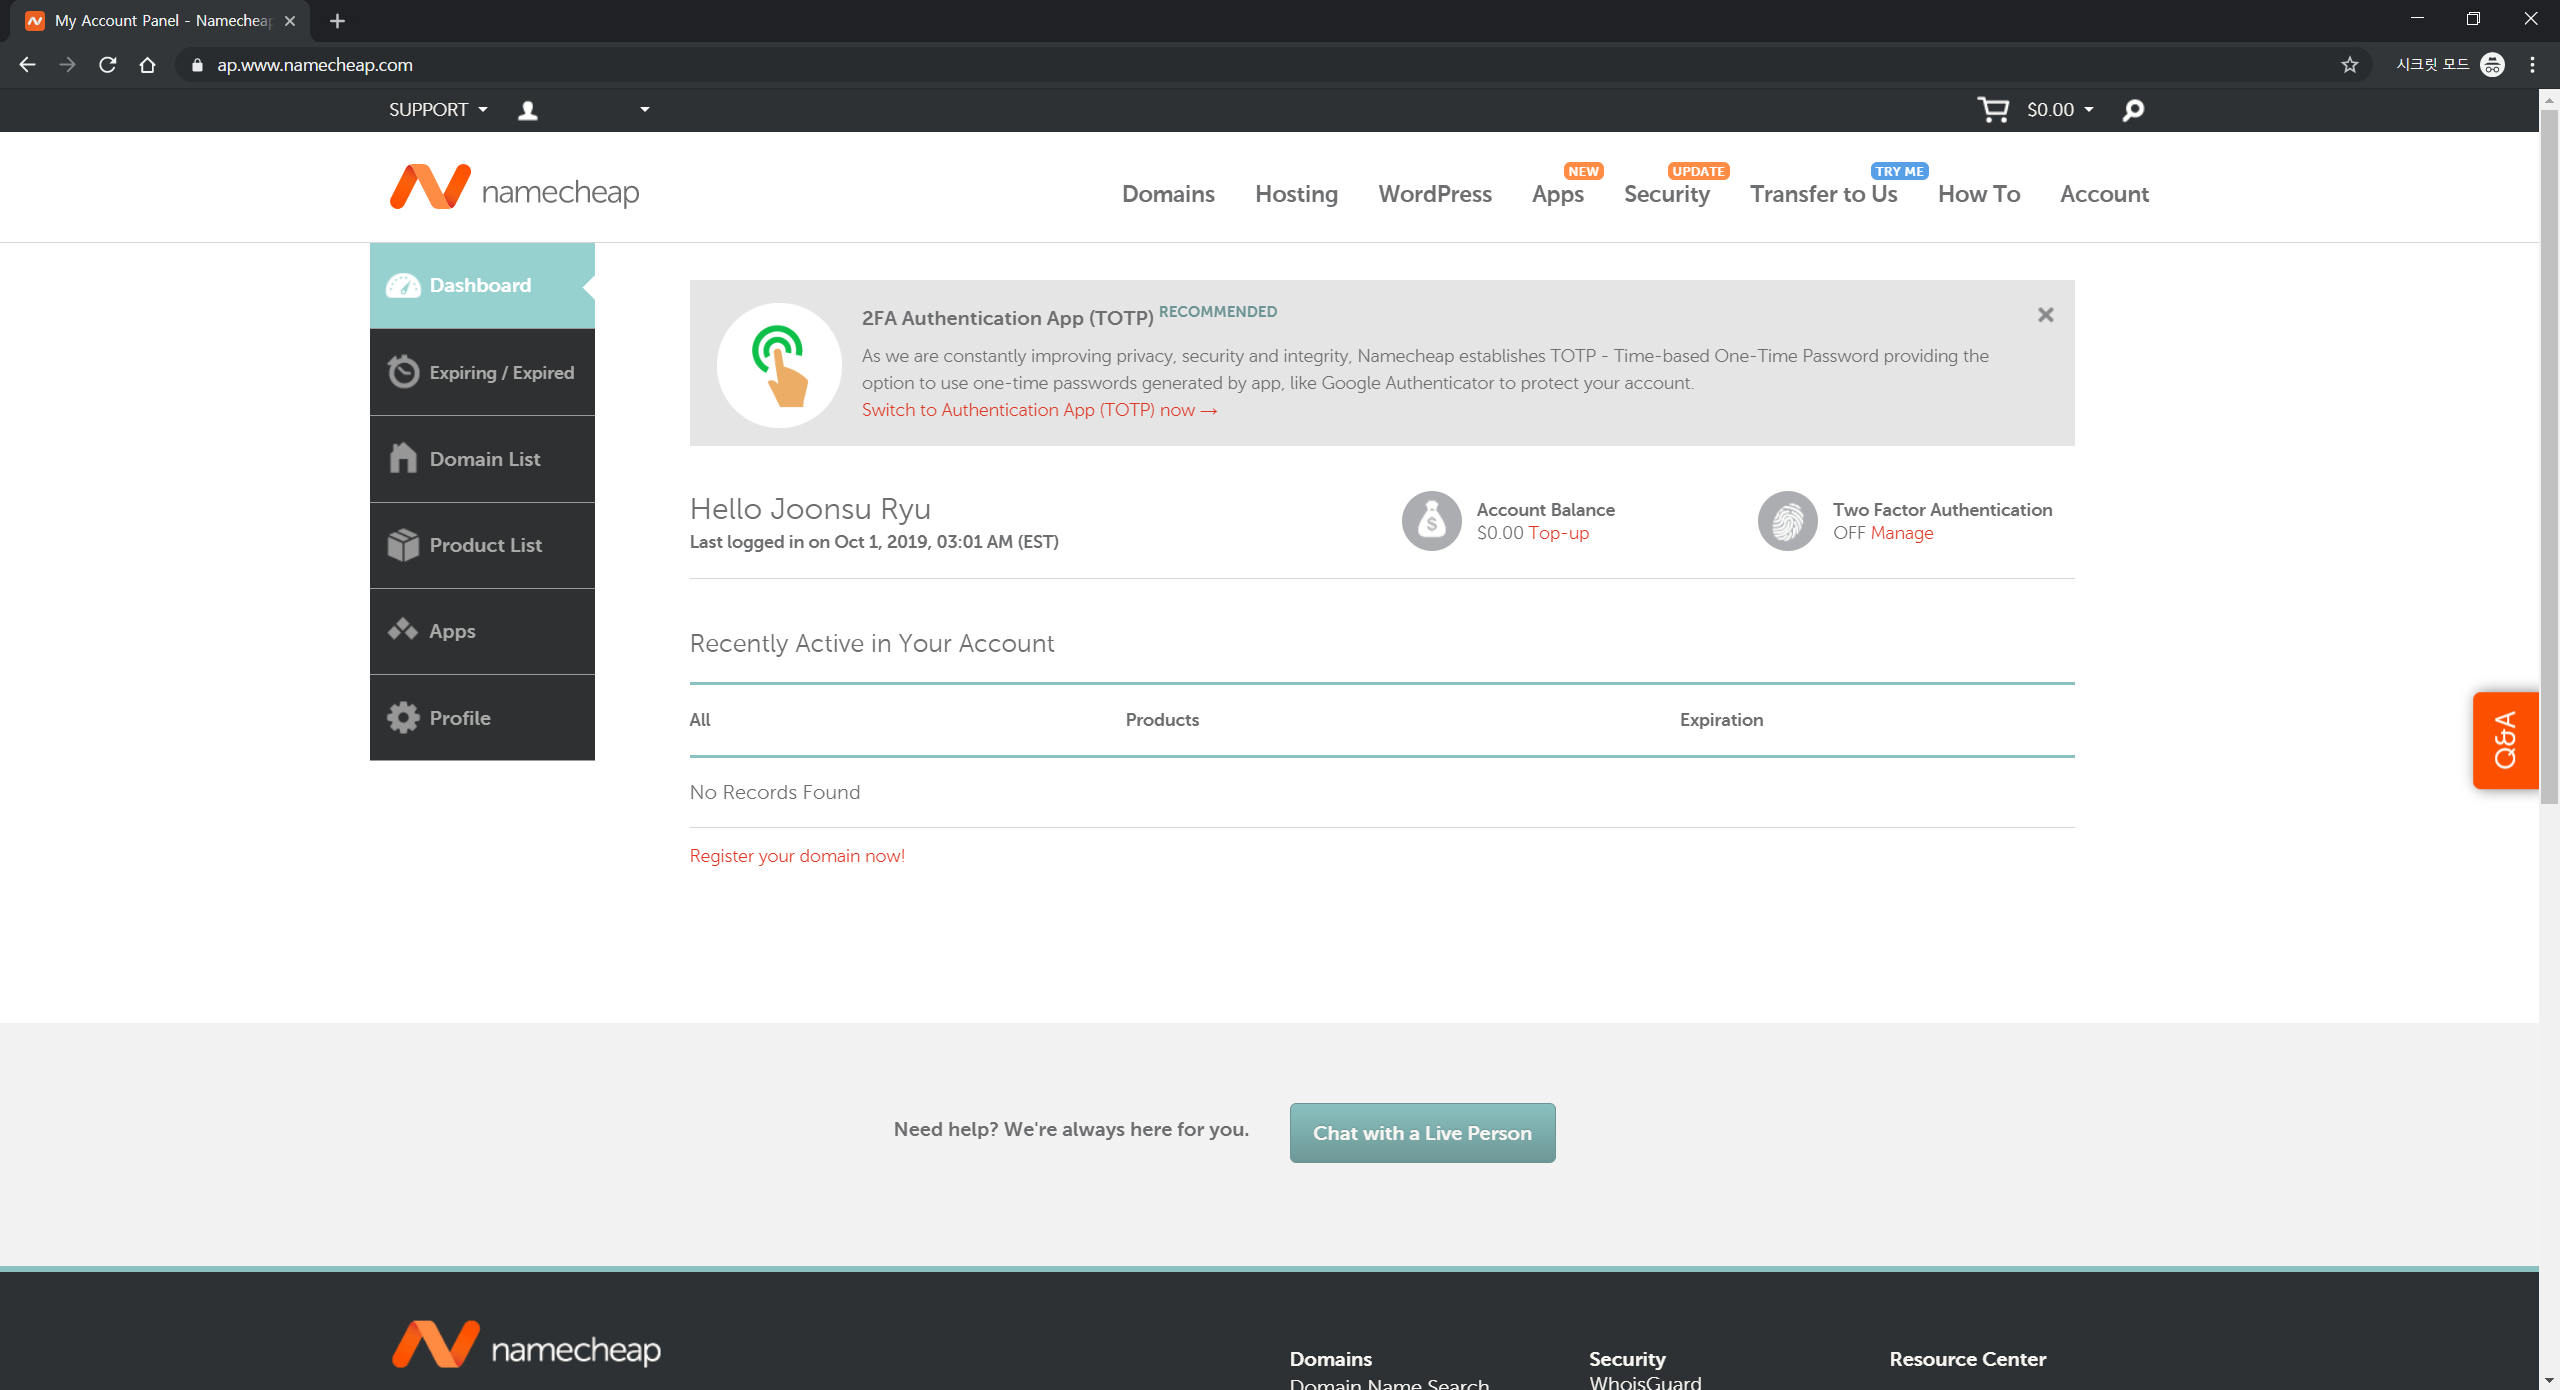 My Account Panel - Namecheap
ap.www.namecheap.com
시크릿 모드
SUPPORT
$0.00
namecheap
Domains
Hosting
WordPress
Apps
NEW
Security
UPDATE
Transfer to Us
TRY ME
How To
Account
Dashboard
Expiring / Expired
Domain List
Product List
Apps
Profile
2FA Authentication App (TOTP) RECOMMENDED
As we are constantly improving privacy, security and integrity, Namecheap establishes TOTP - Time-based One-Time Password providing the
option to use one-time passwords generated by app, like Google Authenticator to protect your account.
Switch to Authentication App (TOTP) now →
Hello Joonsu Ryu
Last logged in on Oct 1, 2019, 03:01 AM (EST)
Account Balance
$0.00 Top-up
Two Factor Authentication
OFF Manage
Recently Active in Your Account
All Products Expiration
No Records Found
Register your domain now!
Q&A
Need help? We're always here for you.
Chat with a Live Person
namecheap
Domains
Domain Name Search
Security
WhoisGuard
Resource Center